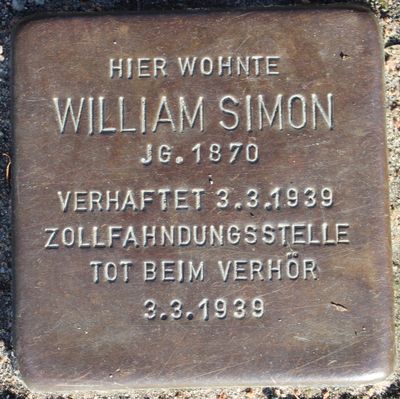 HIER WOHNTE
WILLIAM SIMON
JG. 1870
VERHAFTET 3.3.1939
ZOLLFAHNDUNGSSTELLE
TOT BEIM VERHÖR
3.3.1939